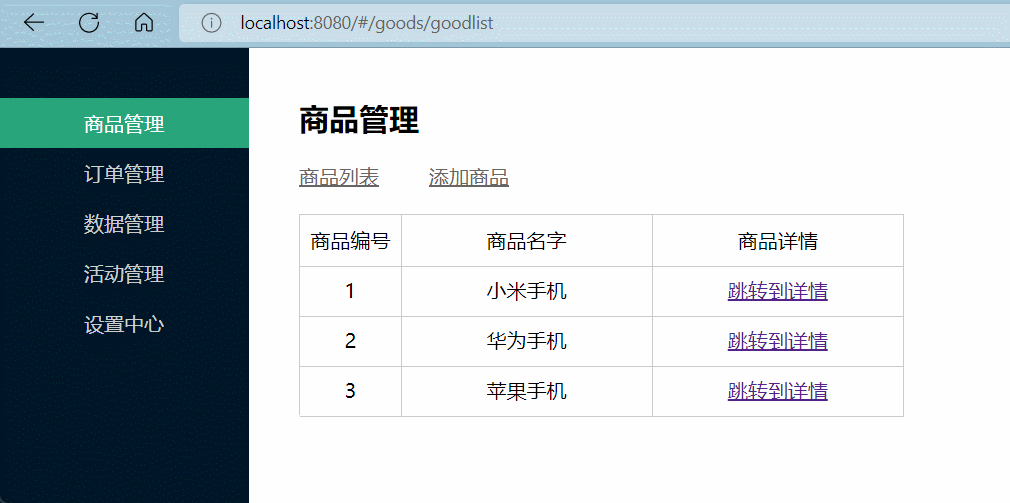 localhost:8080/#/goods/goodlist
商品管理
订单管理
数据管理
活动管理
设置中心
商品管理
商品列表 添加商品
商品编号 商品名字 商品详情
1 小米手机 跳转到详情
2 华为手机 跳转到详情
3 苹果手机 跳转到详情